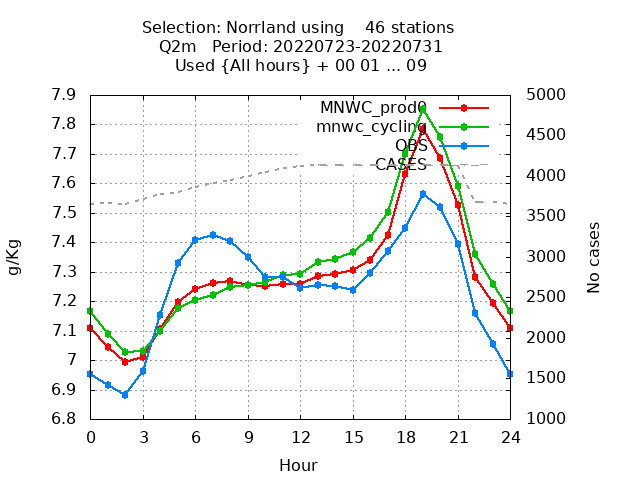 Selection: Norrland using    46 stations
Q2m   Period: 20220723-20220731
Used {All hours} + 00 01 ... 09
MNWC_prod0
mnwc_cycling
OBS
CASES
7.9
7.8
7.7
7.6
7.5
7.4
7.3
7.2
7.1
7
6.9
6.8
g/Kg
5000
4500
4000
3500
3000
2500
2000
1500
1000
No cases
0 3 6 9 12 15 18 21 24
Hour